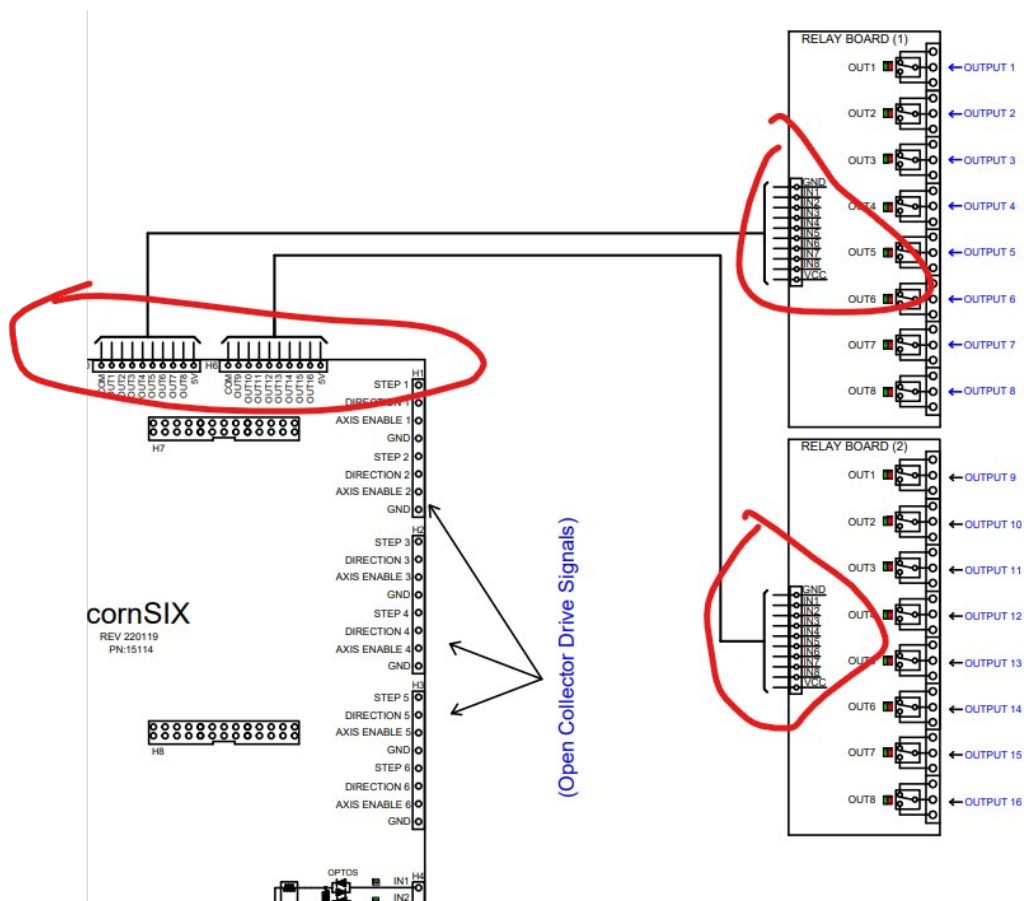 RELAY BOARD (1)
OUT1
OUTPUT 1
OUT2
OUTPUT 2
OUT3
OUTPUT 3
OUT4
OUTPUT 4
OUT5
OUTPUT 5
OUT6
OUTPUT 6
OUT7
OUTPUT 7
OUT8
OUTPUT 8
GND
IN1
IN2
IN3
IN4
IN5
IN6
IN7
IN8
VCC
COM
OUT1
OUT2
OUT3
OUT4
OUT5
OUT6
OUT7
OUT8
5V
H6
COM
OUT9
OUT10
OUT11
OUT12
OUT13
OUT14
OUT15
OUT16
5V
H7
H1
STEP 1
DIRECTION 1
AXIS ENABLE 1
GND
STEP 2
DIRECTION 2
AXIS ENABLE 2
GND
H2
STEP 3
DIRECTION 3
AXIS ENABLE 3
GND
STEP 4
DIRECTION 4
AXIS ENABLE 4
GND
H3
STEP 5
DIRECTION 5
AXIS ENABLE 5
GND
STEP 6
DIRECTION 6
AXIS ENABLE 6
GND
cornSIX
REV 220119
PN:15114
H8
(Open Collector Drive Signals)
RELAY BOARD (2)
OUT1
OUTPUT 9
OUT2
OUTPUT 10
OUT3
OUTPUT 11
OUT4
OUTPUT 12
OUTPUT 13
OUT6
OUTPUT 14
OUT7
OUTPUT 15
OUT8
OUTPUT 16
GND
IN1
IN2
IN3
IN4
IN5
IN6
IN7
IN8
VCC
OPTOS
H4
IN1
IN2